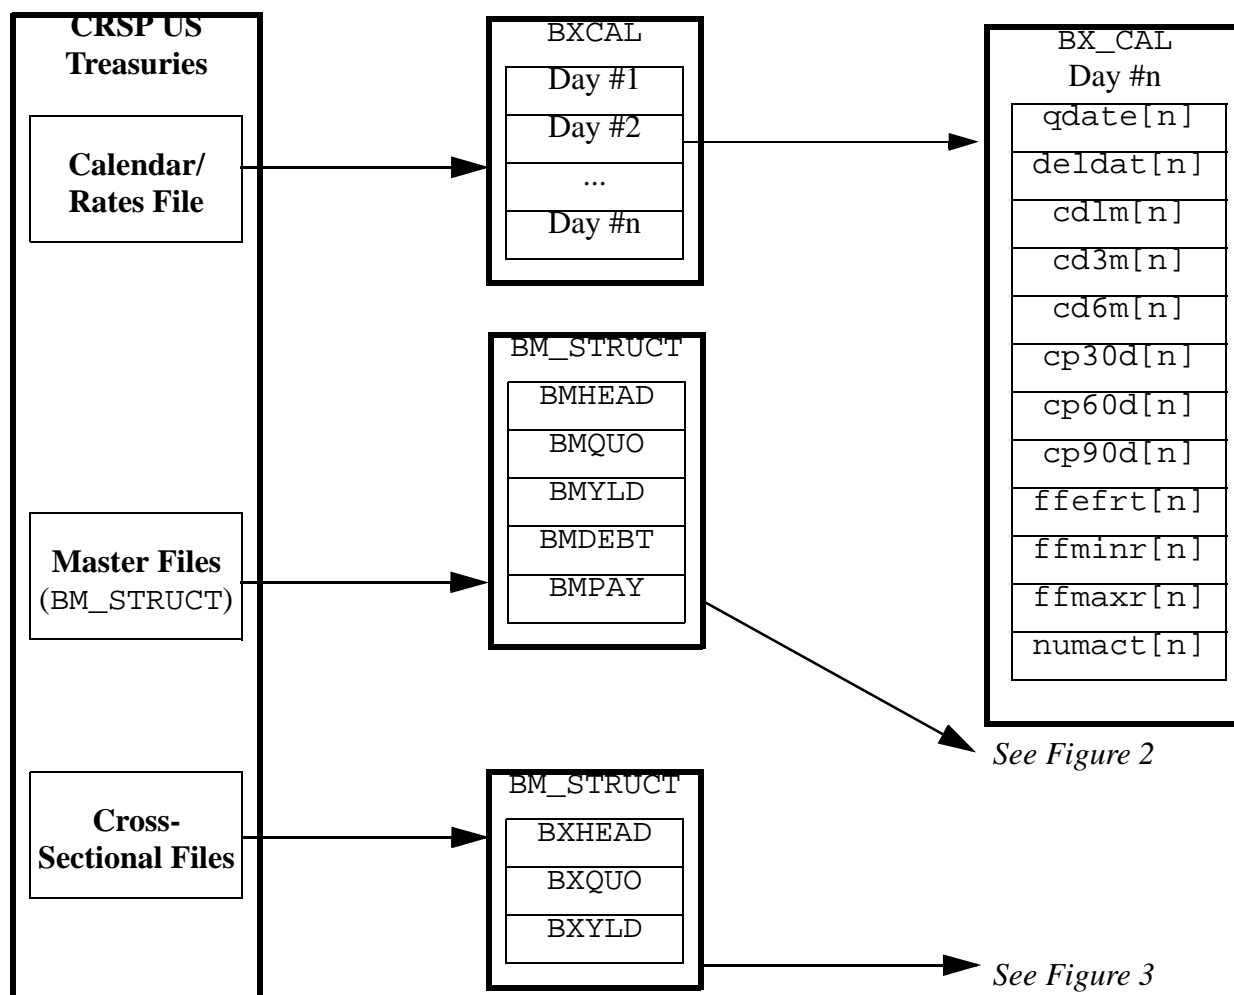 CRSP US
Treasuries
Calendar/
Rates File
Master Files
(BM_STRUCT)
Cross-
Sectional Files
BXCAL
Day #1
Day #2
...
Day #n
BM_STRUCT
BMHEAD
BMQUO
BMYLD
BMDEBT
BMPAY
BM_STRUCT
BXHEAD
BXQUO
BXYLD
BX_CAL
Day #n
qdate[n]
deldat[n]
cdlm[n]
cd3m[n]
cd6m[n]
cp30d[n]
cp60d[n]
cp90d[n]
ffefrt[n]
ffminr[n]
ffmaxr[n]
numact[n]
See Figure 2
See Figure 3